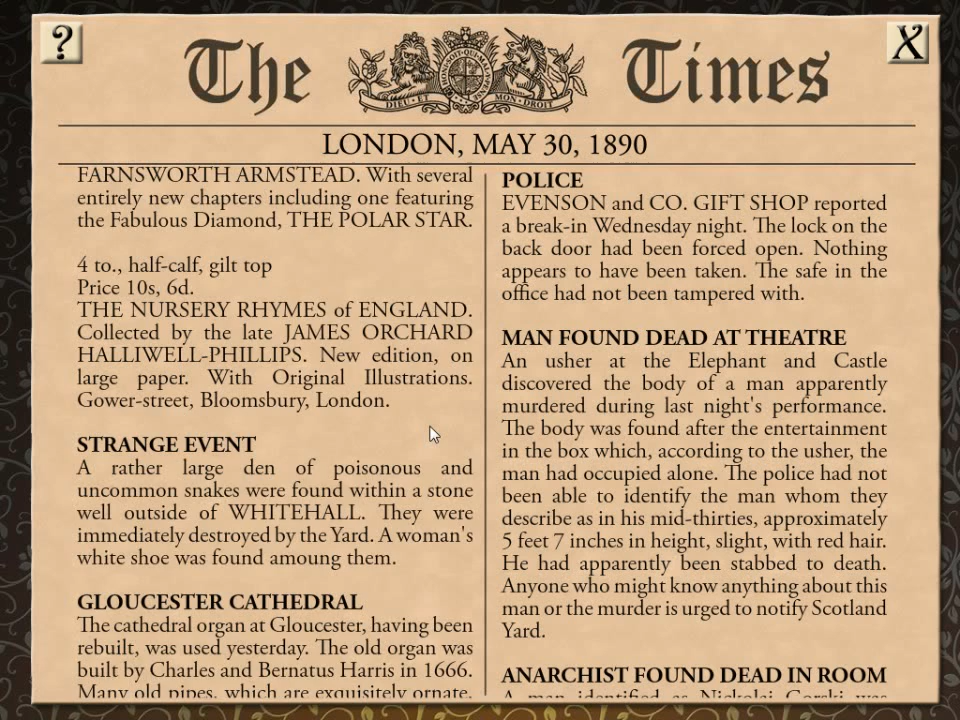 ?
The Times
X
DIEU · ET MON · DROIT
LONDON, MAY 30, 1890
FARNSWORTH ARMSTEAD. With several
entirely new chapters including one featuring
the Fabulous Diamond, THE POLAR STAR.
4 to., half-calf, gilt top
Price 10s, 6d.
THE NURSERY RHYMES of ENGLAND.
Collected by the late JAMES ORCHARD
HALLIWELL-PHILLIPS. New edition, on
large paper. With Original Illustrations.
Gower-street, Bloomsbury, London.
STRANGE EVENT
A rather large den of poisonous and
uncommon snakes were found within a stone
well outside of WHITEHALL. They were
immediately destroyed by the Yard. A woman's
white shoe was found amoung them.
GLOUCESTER CATHEDRAL
The cathedral organ at Gloucester, having been
rebuilt, was used yesterday. The old organ was
built by Charles and Bernatus Harris in 1666.
Many old pipes, which are exquisitely ornate,
POLICE
EVENSON and CO. GIFT SHOP reported
a break-in Wednesday night. The lock on the
back door had been forced open. Nothing
appears to have been taken. The safe in the
office had not been tampered with.
MAN FOUND DEAD AT THEATRE
An usher at the Elephant and Castle
discovered the body of a man apparently
murdered during last night's performance.
The body was found after the entertainment
in the box which, according to the usher, the
man had occupied alone. The police had not
been able to identify the man whom they
describe as in his mid-thirties, approximately
5 feet 7 inches in height, slight, with red hair.
He had apparently been stabbed to death.
Anyone who might know anything about this
man or the murder is urged to notify Scotland
Yard.
ANARCHIST FOUND DEAD IN ROOM
A man identified as Nickolai Gorski was